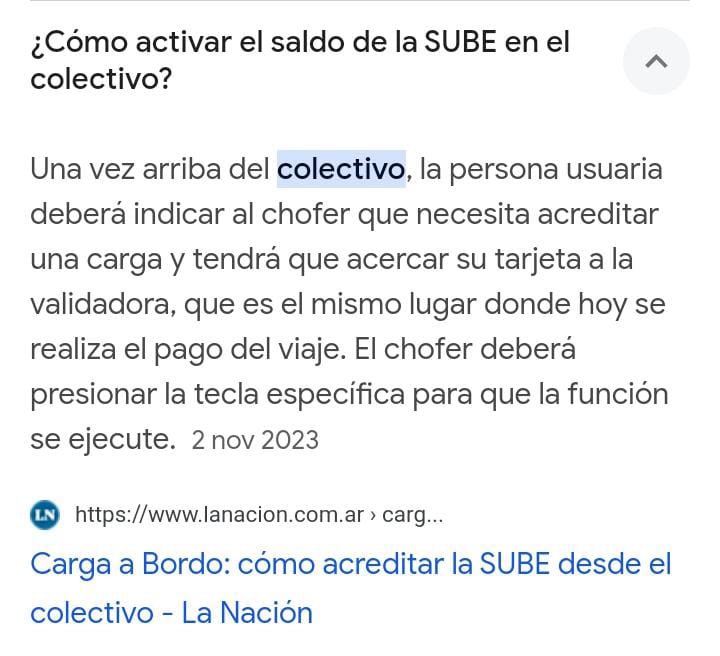 ¿Cómo activar el saldo de la SUBE en el
colectivo?
Una vez arriba del colectivo, la persona usuaria
deberá indicar al chofer que necesita acreditar
una carga y tendrá que acercar su tarjeta a la
validadora, que es el mismo lugar donde hoy se
realiza el pago del viaje. El chofer deberá
presionar la tecla específica para que la función
se ejecute. 2 nov 2023
LN https://www.lanacion.com.ar › carg...
Carga a Bordo: cómo acreditar la SUBE desde el
colectivo - La Nación